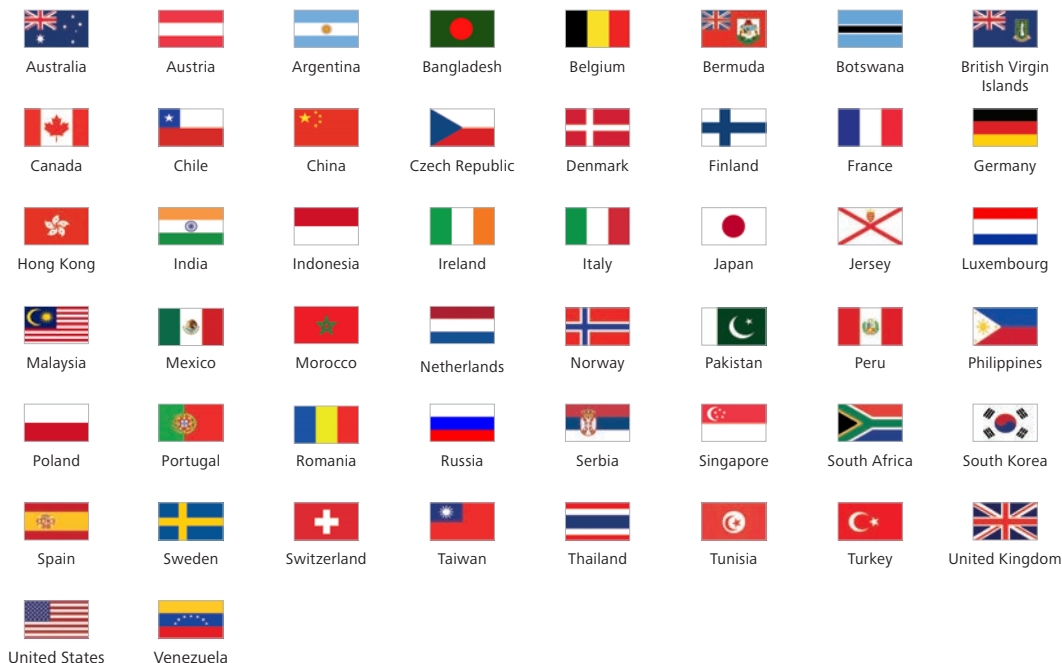 Australia
Austria
Argentina
Bangladesh
Belgium
Bermuda
Botswana
British Virgin
Islands
Canada
Chile
China
Czech Republic
Denmark
Finland
France
Germany
Hong Kong
India
Indonesia
Ireland
Italy
Japan
Jersey
Luxembourg
Malaysia
Mexico
Morocco
Netherlands
Norway
Pakistan
Peru
Philippines
Poland
Portugal
Romania
Russia
Serbia
Singapore
South Africa
South Korea
Spain
Sweden
Switzerland
Taiwan
Thailand
Tunisia
Turkey
United Kingdom
United States
Venezuela